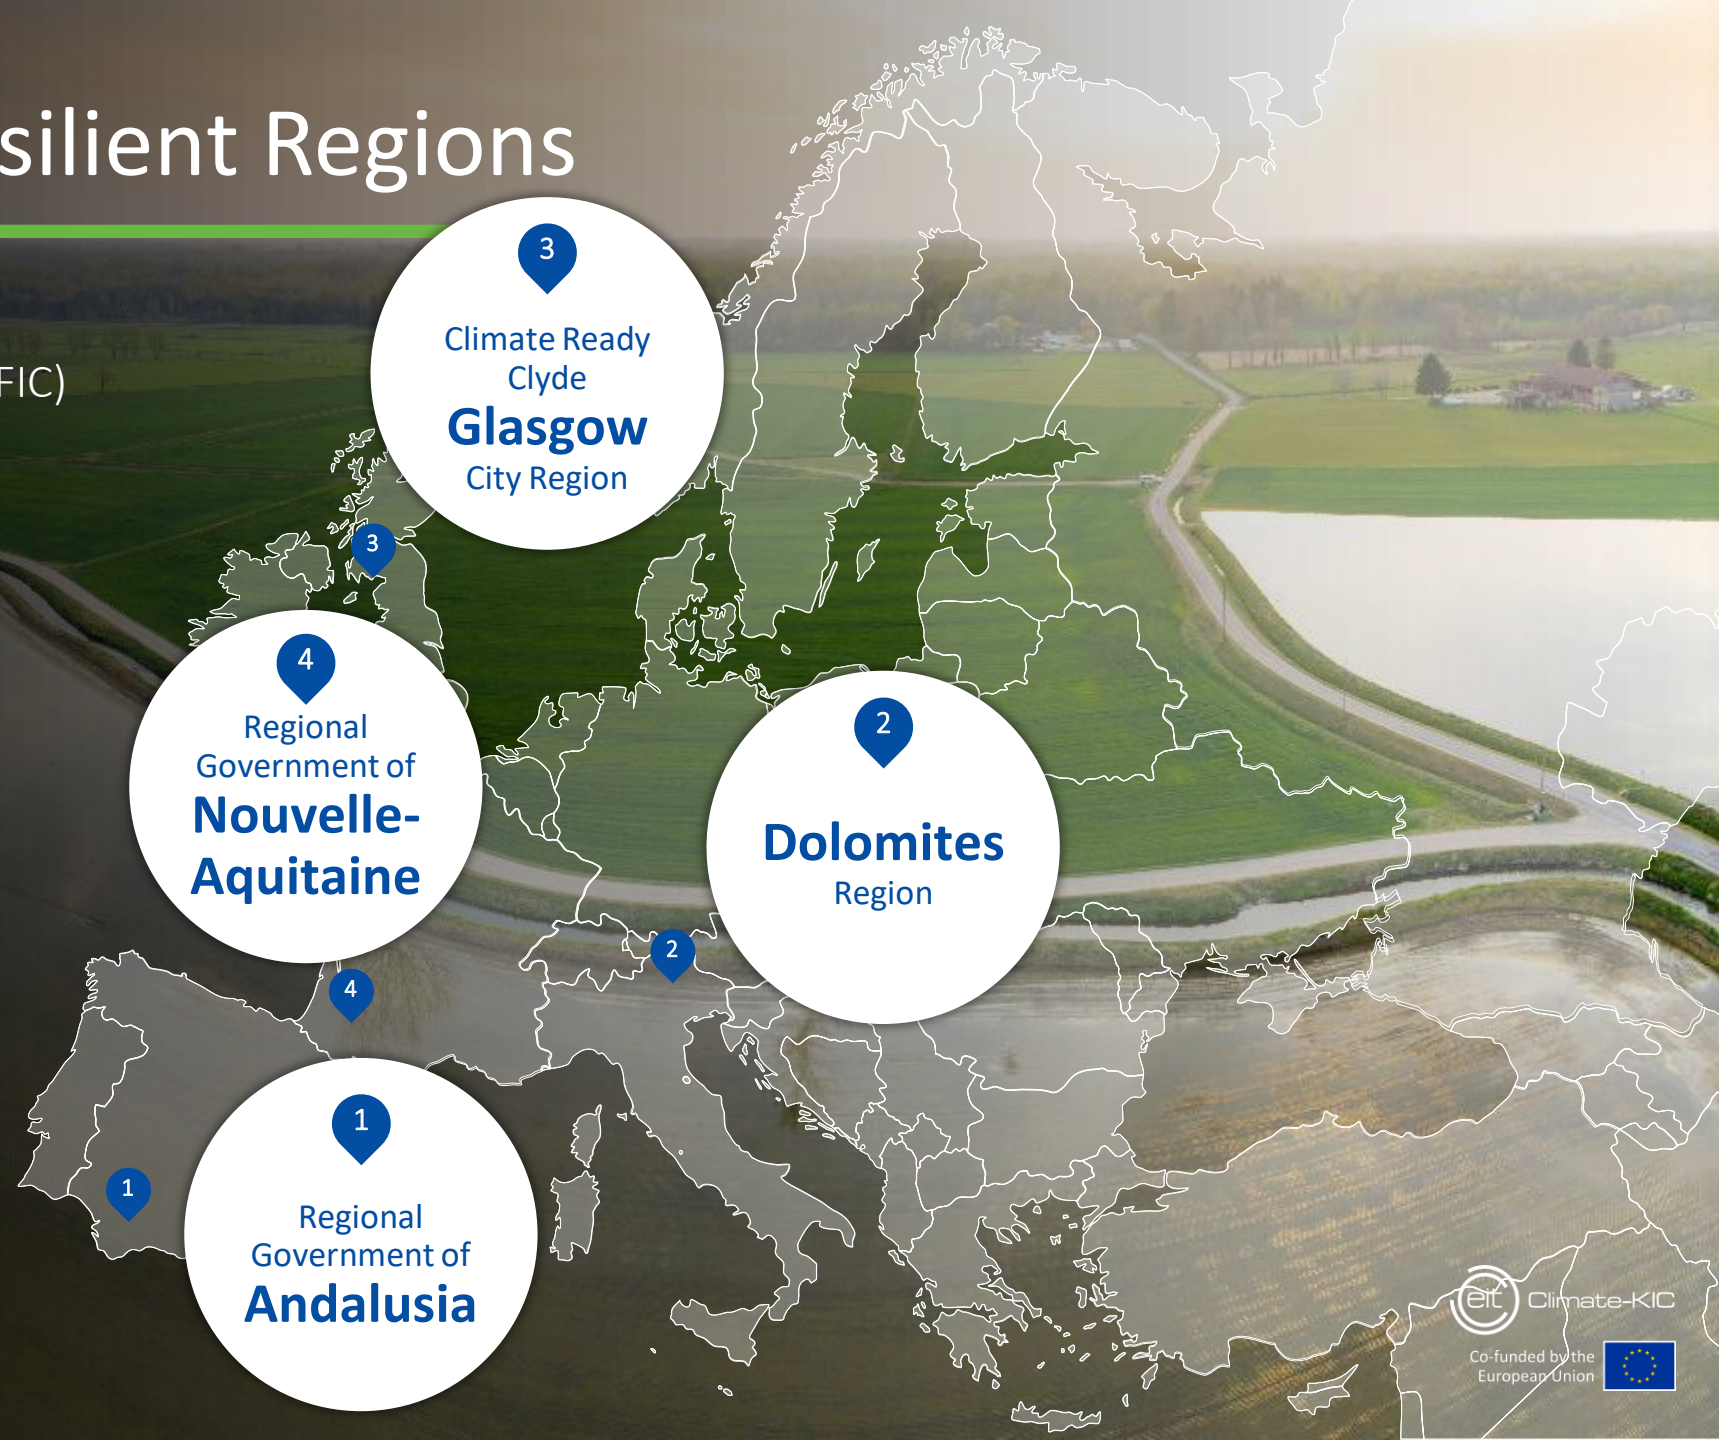 silient Regions
FIC)
3
Climate Ready
Clyde
Glasgow
City Region
3
4
Regional
Government of
Nouvelle-
Aquitaine
2
Dolomites
Region
2
4
1
Regional
Government of
Andalusia
1
eit Climate-KIC
Co-funded by the
European Union